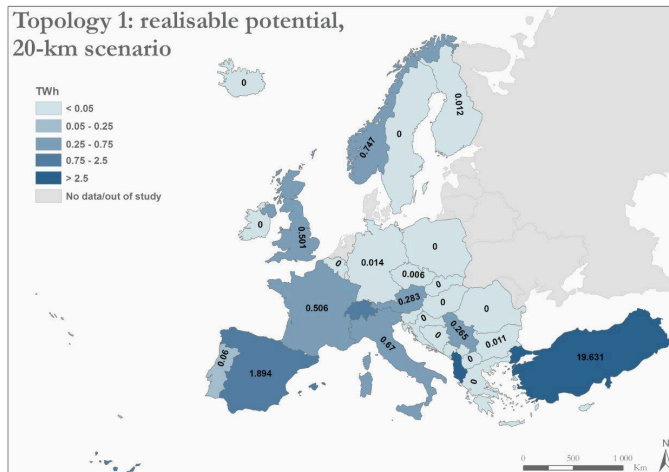 Topology 1: realisable potential,
20-km scenario
TWh
< 0.05
0.05 - 0.25
0.25 - 0.75
0.75 - 2.5
> 2.5
No data/out of study
0
0.012
0
0.747
0
0.501
0
0.014
0
0.006
0
0.283
0
0
0.506
0
0
0.265
0.67
0.011
0
0
0.06
1.894
19.631
N
0 500 1 000
Km